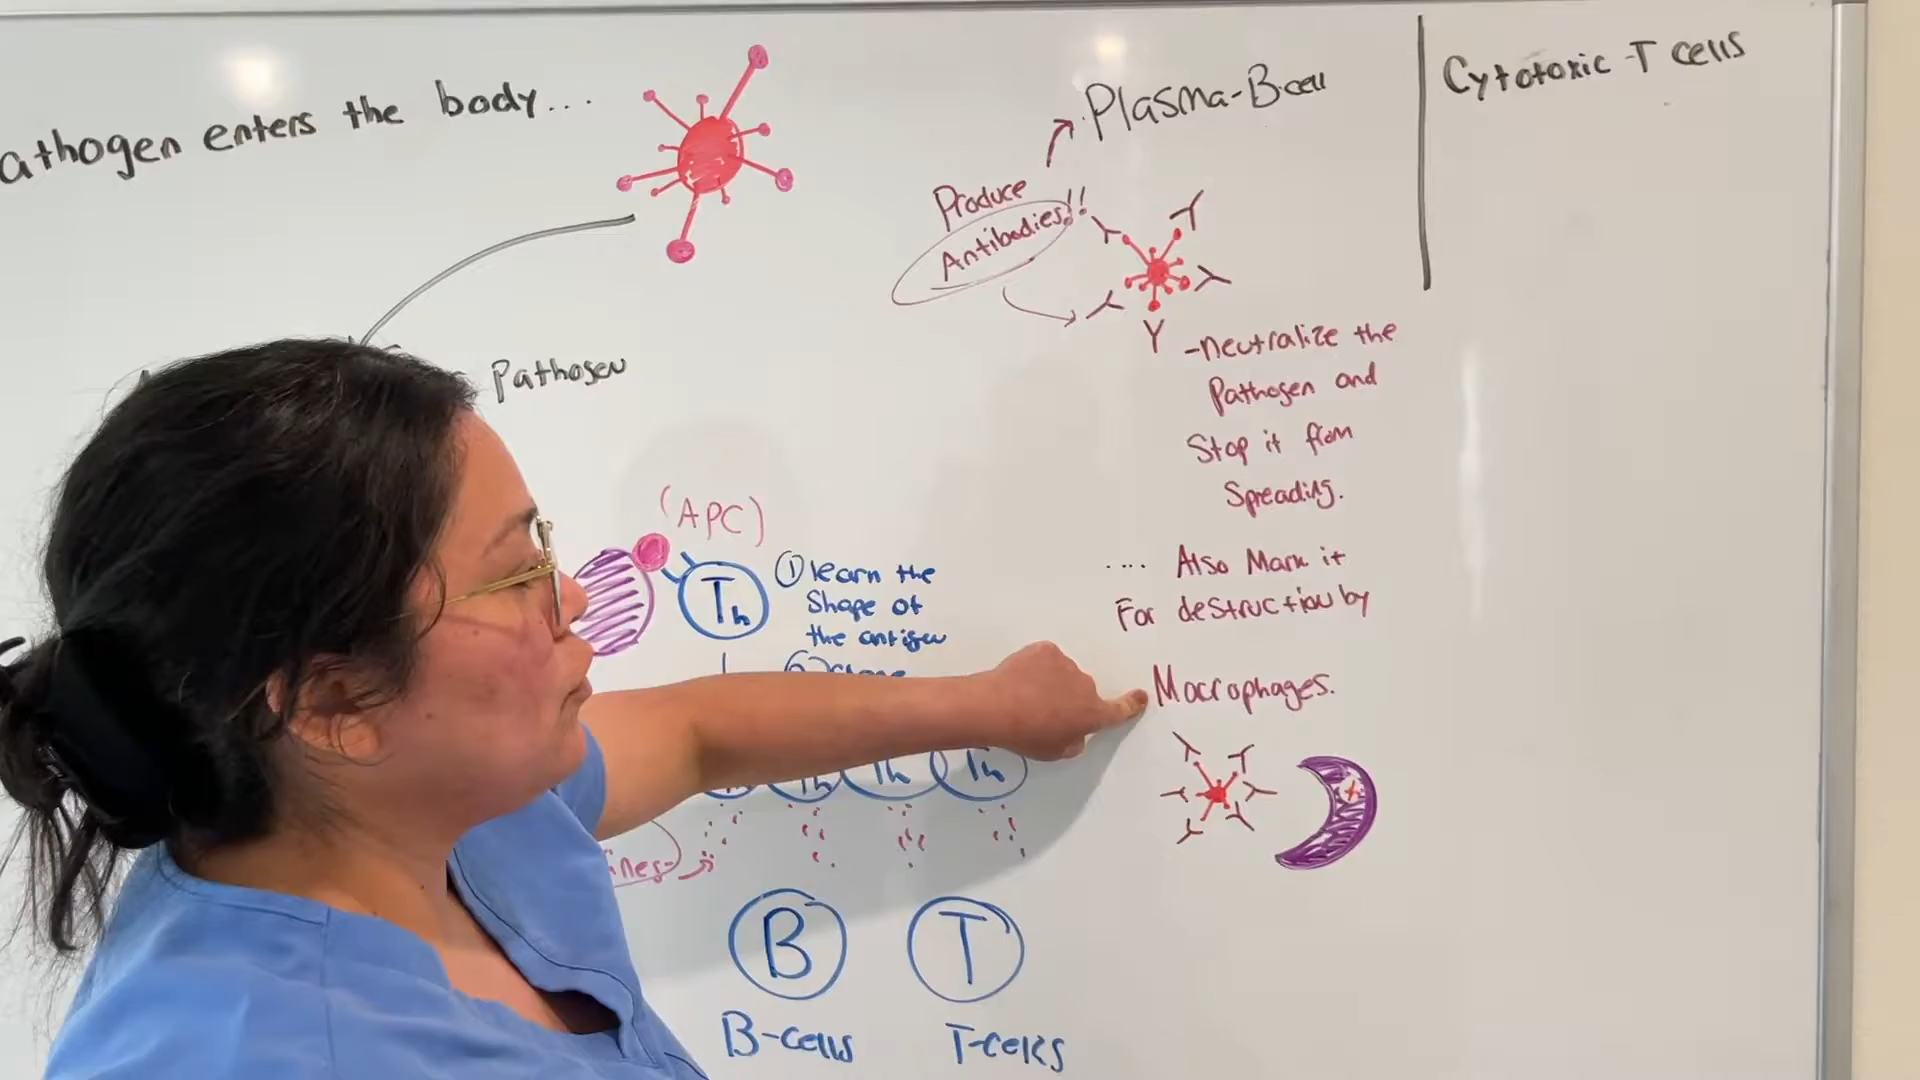 athogen enters the body...
Pathogen
(APC)
Th
① learn the
Shape of
the antigen
Th Th Th
B
T
B-cells
T-cells
Plasma-B-cell
Produce
Antibodies!!
-neutralize the
Pathogen and
Stop it from
Spreading.
.... Also Mark it
For destruction by
Macrophages.
Cytotoxic -T cells